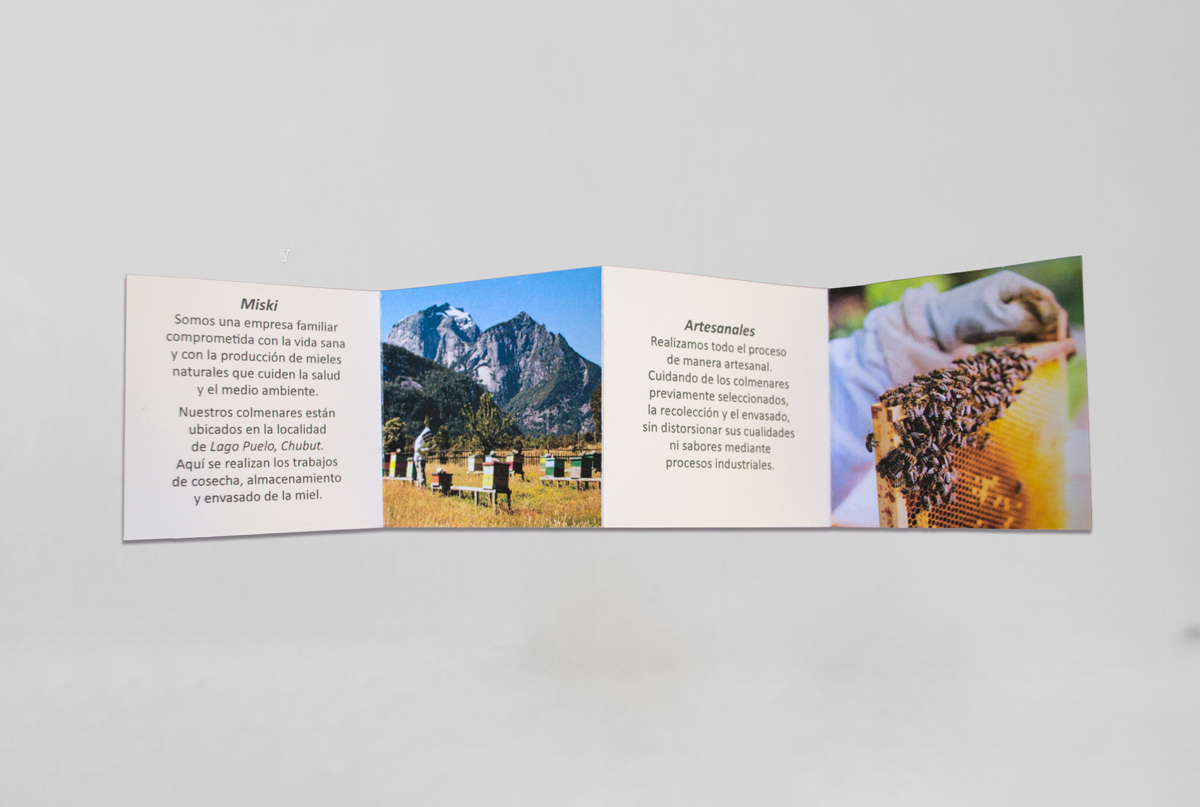 y
Miski
Somos una empresa familiar
comprometida con la vida sana
y con la producción de mieles
naturales que cuiden la salud
y el medio ambiente.
Nuestros colmenares están
ubicados en la localidad
de Lago Puelo, Chubut.
Aquí se realizan los trabajos
de cosecha, almacenamiento
y envasado de la miel.
Artesanales
Realizamos todo el proceso
de manera artesanal.
Cuidando de los colmenares
previamente seleccionados,
la recolección y el envasado,
sin distorsionar sus cualidades
ni sabores mediante
procesos industriales.